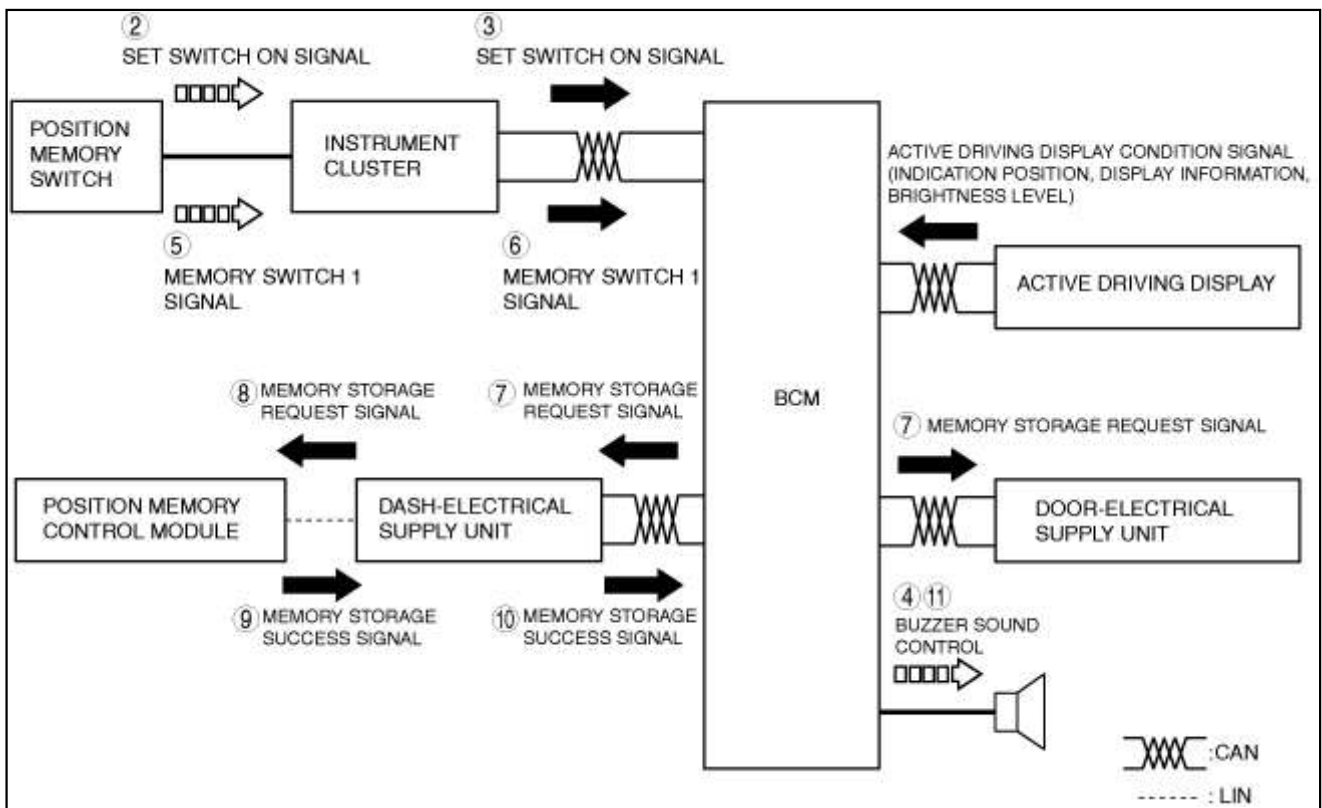 ②
SET SWITCH ON SIGNAL
③
SET SWITCH ON SIGNAL
POSITION
MEMORY
SWITCH
INSTRUMENT
CLUSTER
⑤
MEMORY SWITCH 1
SIGNAL
⑥
MEMORY SWITCH 1
SIGNAL
ACTIVE DRIVING DISPLAY CONDITION SIGNAL
(INDICATION POSITION, DISPLAY INFORMATION,
BRIGHTNESS LEVEL)
ACTIVE DRIVING DISPLAY
BCM
⑧ MEMORY STORAGE
REQUEST SIGNAL
⑦ MEMORY STORAGE
REQUEST SIGNAL
⑦ MEMORY STORAGE REQUEST SIGNAL
POSITION MEMORY
CONTROL MODULE
DASH-ELECTRICAL
SUPPLY UNIT
DOOR-ELECTRICAL
SUPPLY UNIT
⑨ MEMORY STORAGE
SUCCESS SIGNAL
⑩ MEMORY STORAGE
SUCCESS SIGNAL
④⑪
BUZZER SOUND
CONTROL
:CAN
: LIN